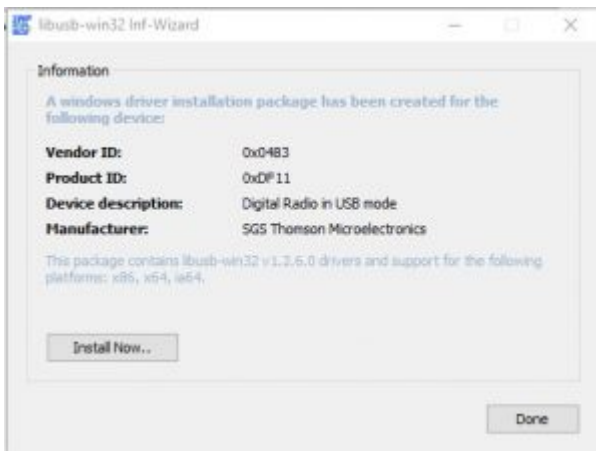 libusb-win32 Inf-Wizard
Information
A windows driver installation package has been created for the
following device:
Vendor ID: 0x0483
Product ID: 0xDF11
Device description: Digital Radio in USB mode
Manufacturer: SGS Thomson Microelectronics
This package contains libusb-win32 v1.2.6.0 drivers and support for the following
platforms: x86, x64, ia64.
Install Now..
Done